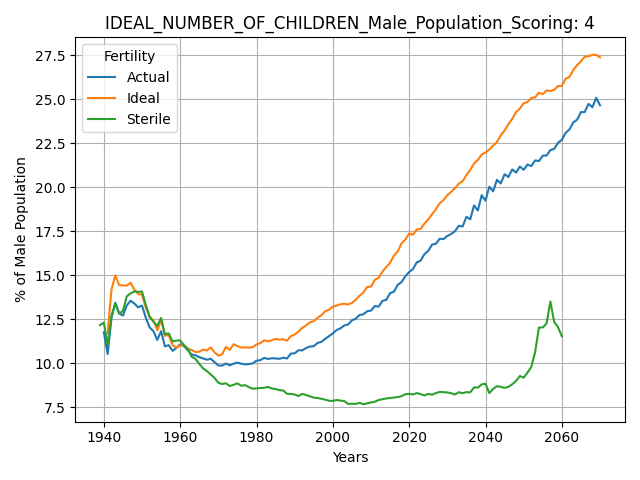 IDEAL_NUMBER_OF_CHILDREN_Male_Population_Scoring: 4
Fertility
Actual
Ideal
Sterile
27.5
25.0
22.5
20.0
17.5
15.0
12.5
10.0
7.5
% of Male Population
1940 1960 1980 2000 2020 2040 2060
Years